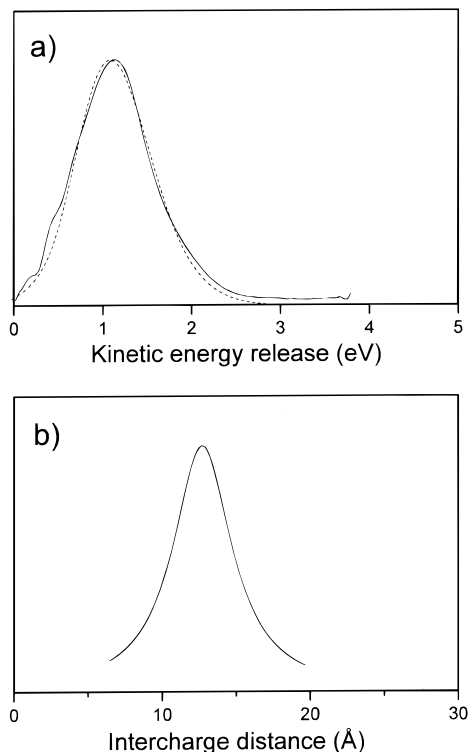 a)
0 1 2 3 4 5
Kinetic energy release (eV)
b)
0 10 20 30
Intercharge distance (Å)